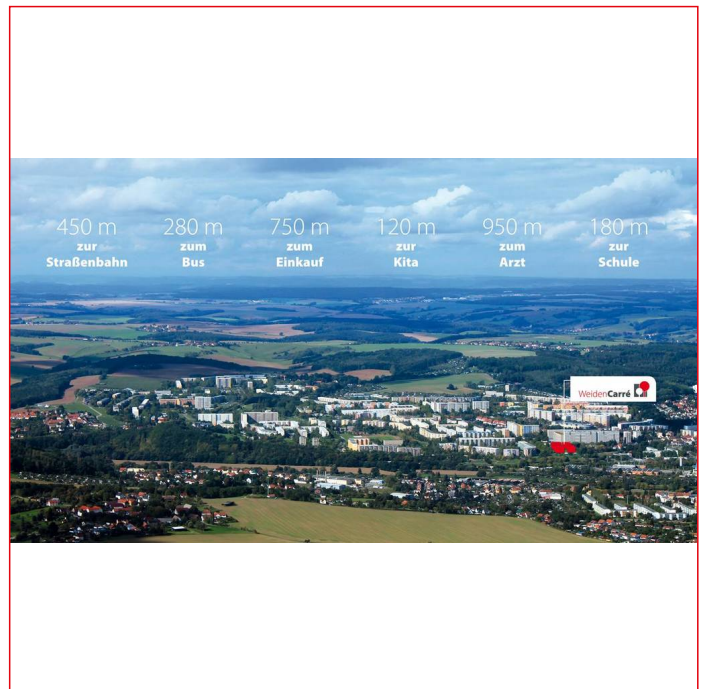 450 m
zur
Straßenbahn
280 m
zum
Bus
750 m
zum
Einkauf
120 m
zur
Kita
950 m
zum
Arzt
180 m
zur
Schule
WeidenCarré